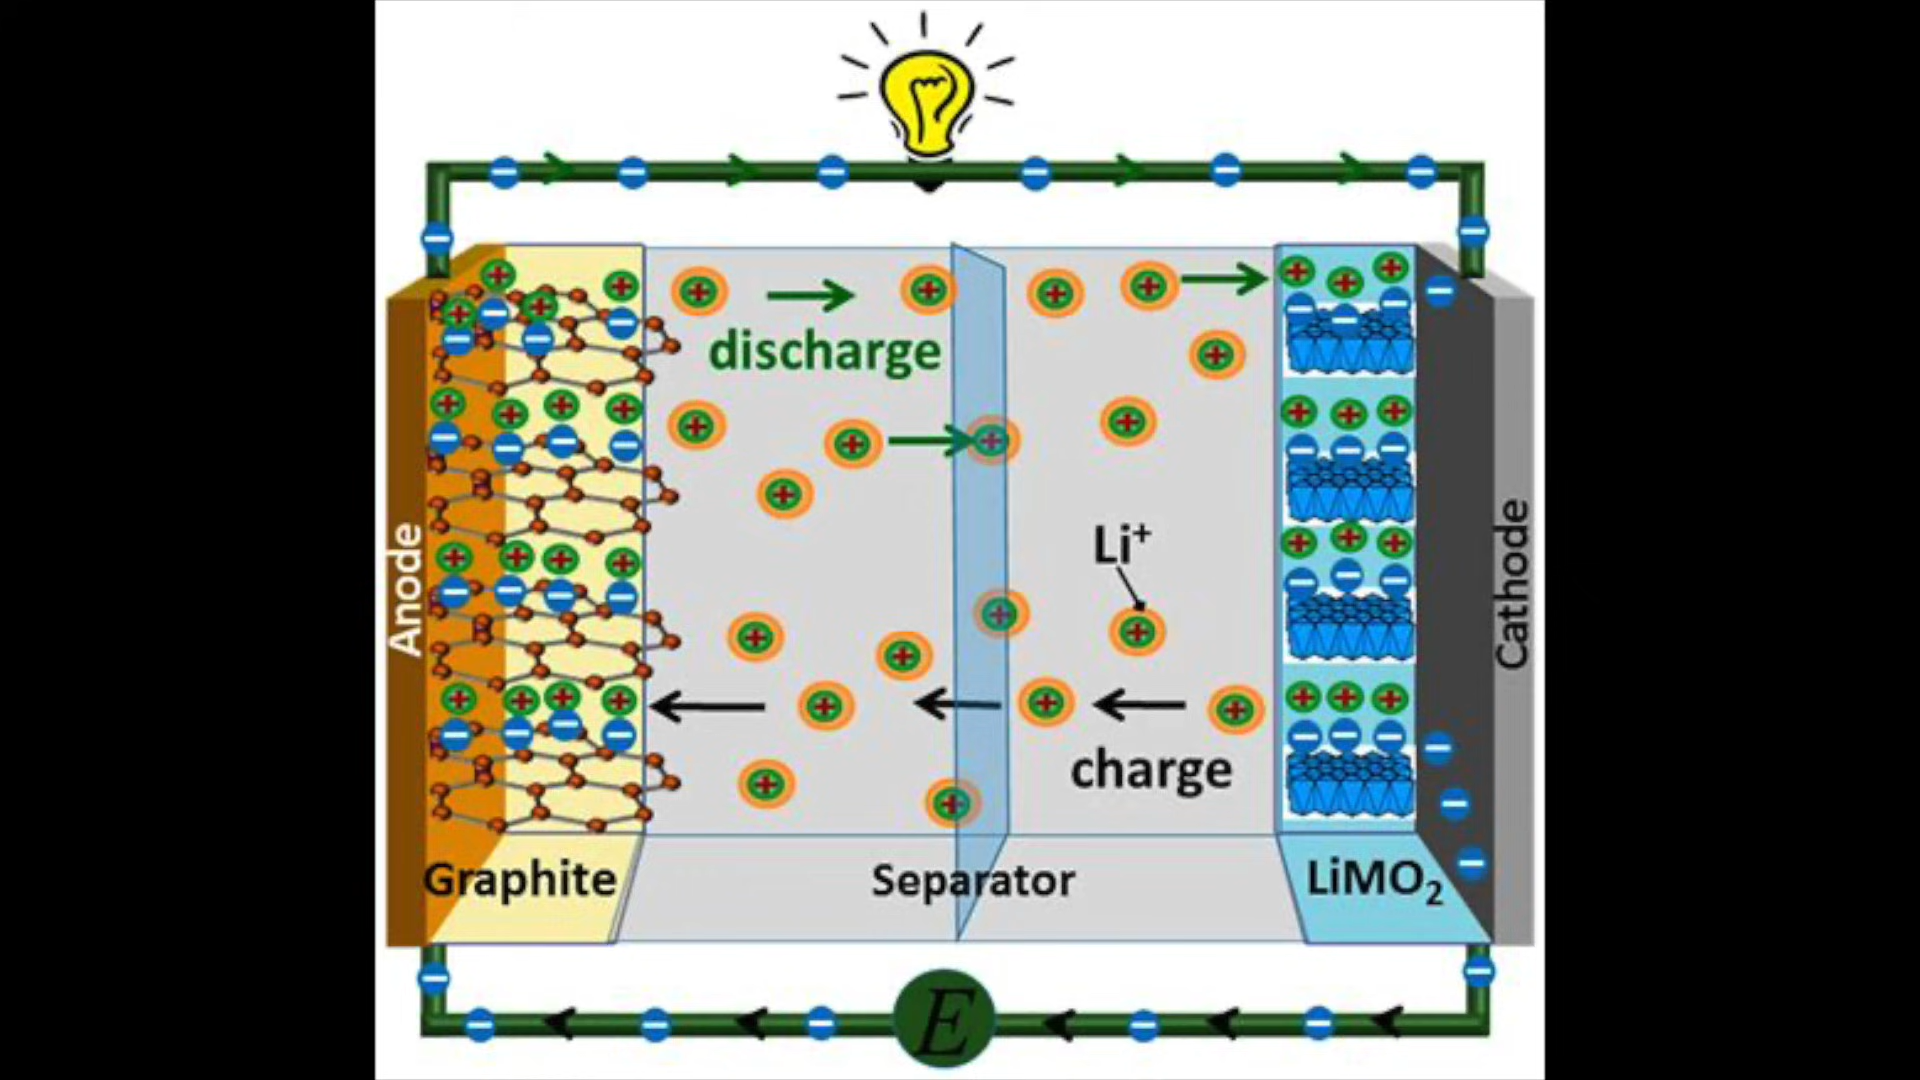 discharge
Li⁺
Anode
Cathode
charge
Graphite
Separator
LiMO₂
E